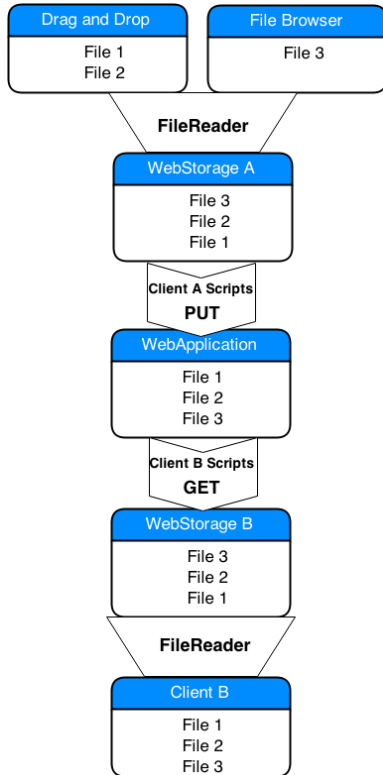 Drag and Drop
File 1
File 2
File Browser
File 3
FileReader
WebStorage A
File 3
File 2
File 1
Client A Scripts
PUT
WebApplication
File 1
File 2
File 3
Client B Scripts
GET
WebStorage B
File 3
File 2
File 1
FileReader
Client B
File 1
File 2
File 3